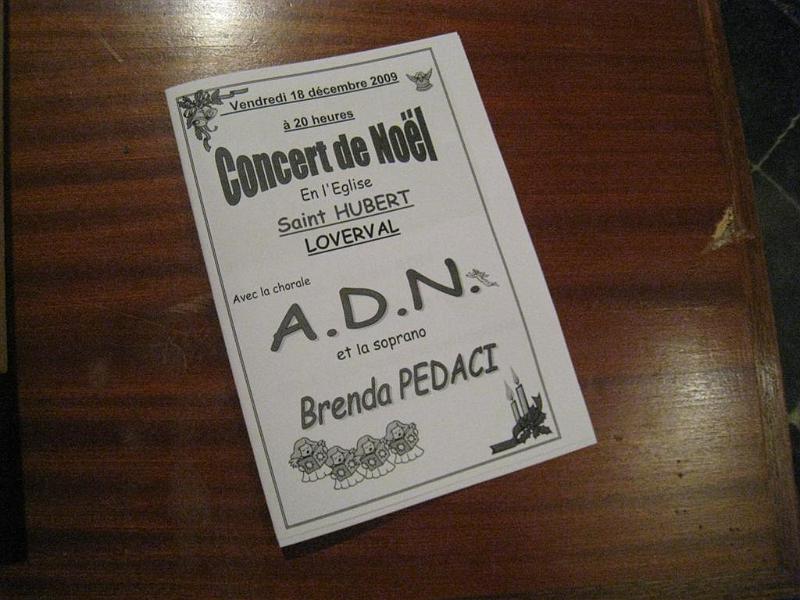 Vendredi 18 décembre 2009
à 20 heures
Concert de Noël
En l'Eglise
Saint HUBERT
LOVERVAL
Avec la chorale
A.D.N.
et la soprano
Brenda PEDACI